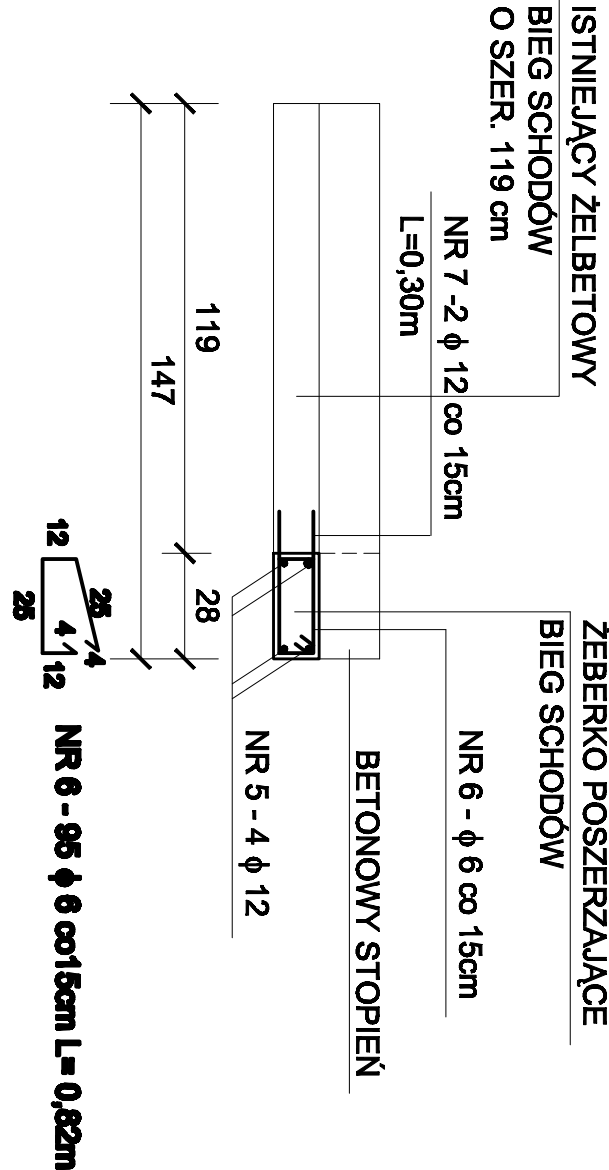 ISTNIEJĄCY ŻELBETOWY
BIEG SCHODÓW
O SZER. 119 cm
NR 7 -2 ϕ 12 co 15cm
L=0,30m
ŻEBERKO POSZERZAJĄCE
BIEG SCHODÓW
NR 6 - ϕ 6 co 15cm
BETONOWY STOPIEŃ
NR 5 - 4 ϕ 12
119
28
147
12
25
4
4
25
12
NR 6 - 95 ϕ 6 co15cm L= 0,82m